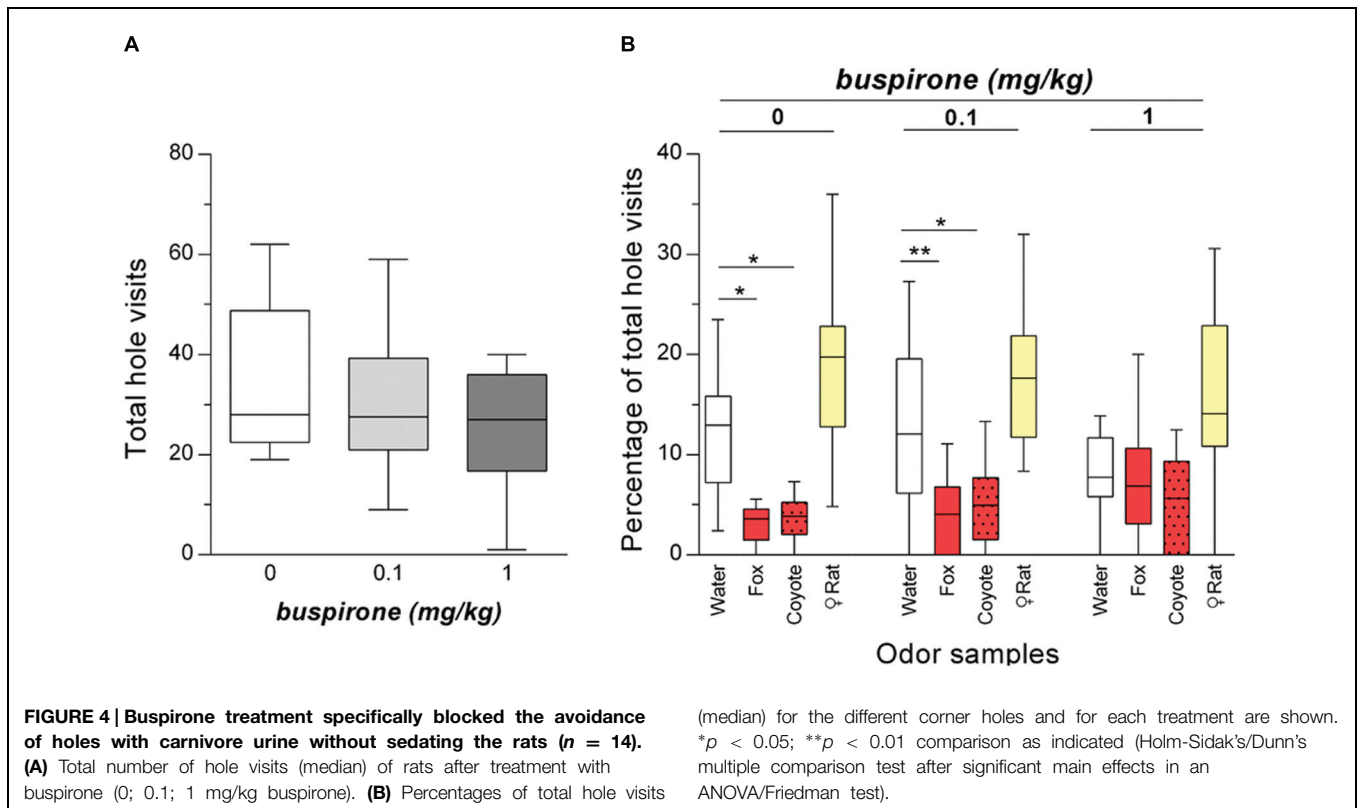 A
B
buspirone (mg/kg)
0
0.1
1
80
60
40
20
0
Total hole visits
0
0.1
1
buspirone (mg/kg)
40
30
20
10
0
Percentage of total hole visits
*
*
*
**
Water
Fox
Coyote
♀Rat
Water
Fox
Coyote
♀Rat
Water
Fox
Coyote
♀Rat
Odor samples
FIGURE 4 | Buspirone treatment specifically blocked the avoidance
of holes with carnivore urine without sedating the rats (n = 14).
(A) Total number of hole visits (median) of rats after treatment with
buspirone (0; 0.1; 1 mg/kg buspirone). (B) Percentages of total hole visits
(median) for the different corner holes and for each treatment are shown.
*p < 0.05; **p < 0.01 comparison as indicated (Holm-Sidak's/Dunn's
multiple comparison test after significant main effects in an
ANOVA/Friedman test).